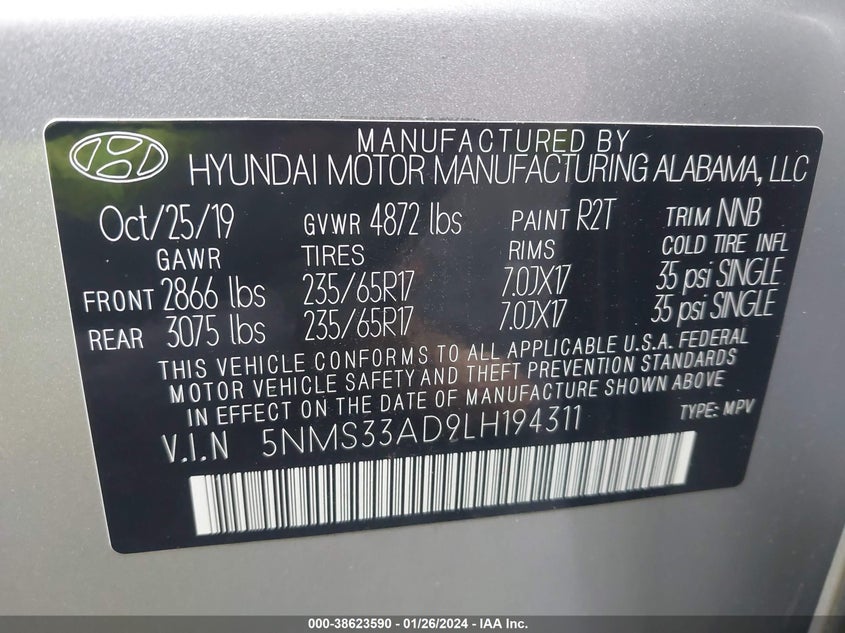 MANUFACTURED BY
HYUNDAI MOTOR MANUFACTURING ALABAMA, LLC
Oct/25/19 GVWR 4872 lbs PAINT R2T TRIM NNB
GAWR TIRES RIMS COLD TIRE INFL
FRONT 2866 lbs 235/65R17 7.0JX17 35 psi SINGLE
REAR 3075 lbs 235/65R17 7.0JX17 35 psi SINGLE
THIS VEHICLE CONFORMS TO ALL APPLICABLE U.S.A. FEDERAL
MOTOR VEHICLE SAFETY AND THEFT PREVENTION STANDARDS
IN EFFECT ON THE DATE OF MANUFACTURE SHOWN ABOVE
V.I.N 5NMS33AD9LH194311 TYPE: MPV
000-38623590 - 01/26/2024 - IAA Inc.